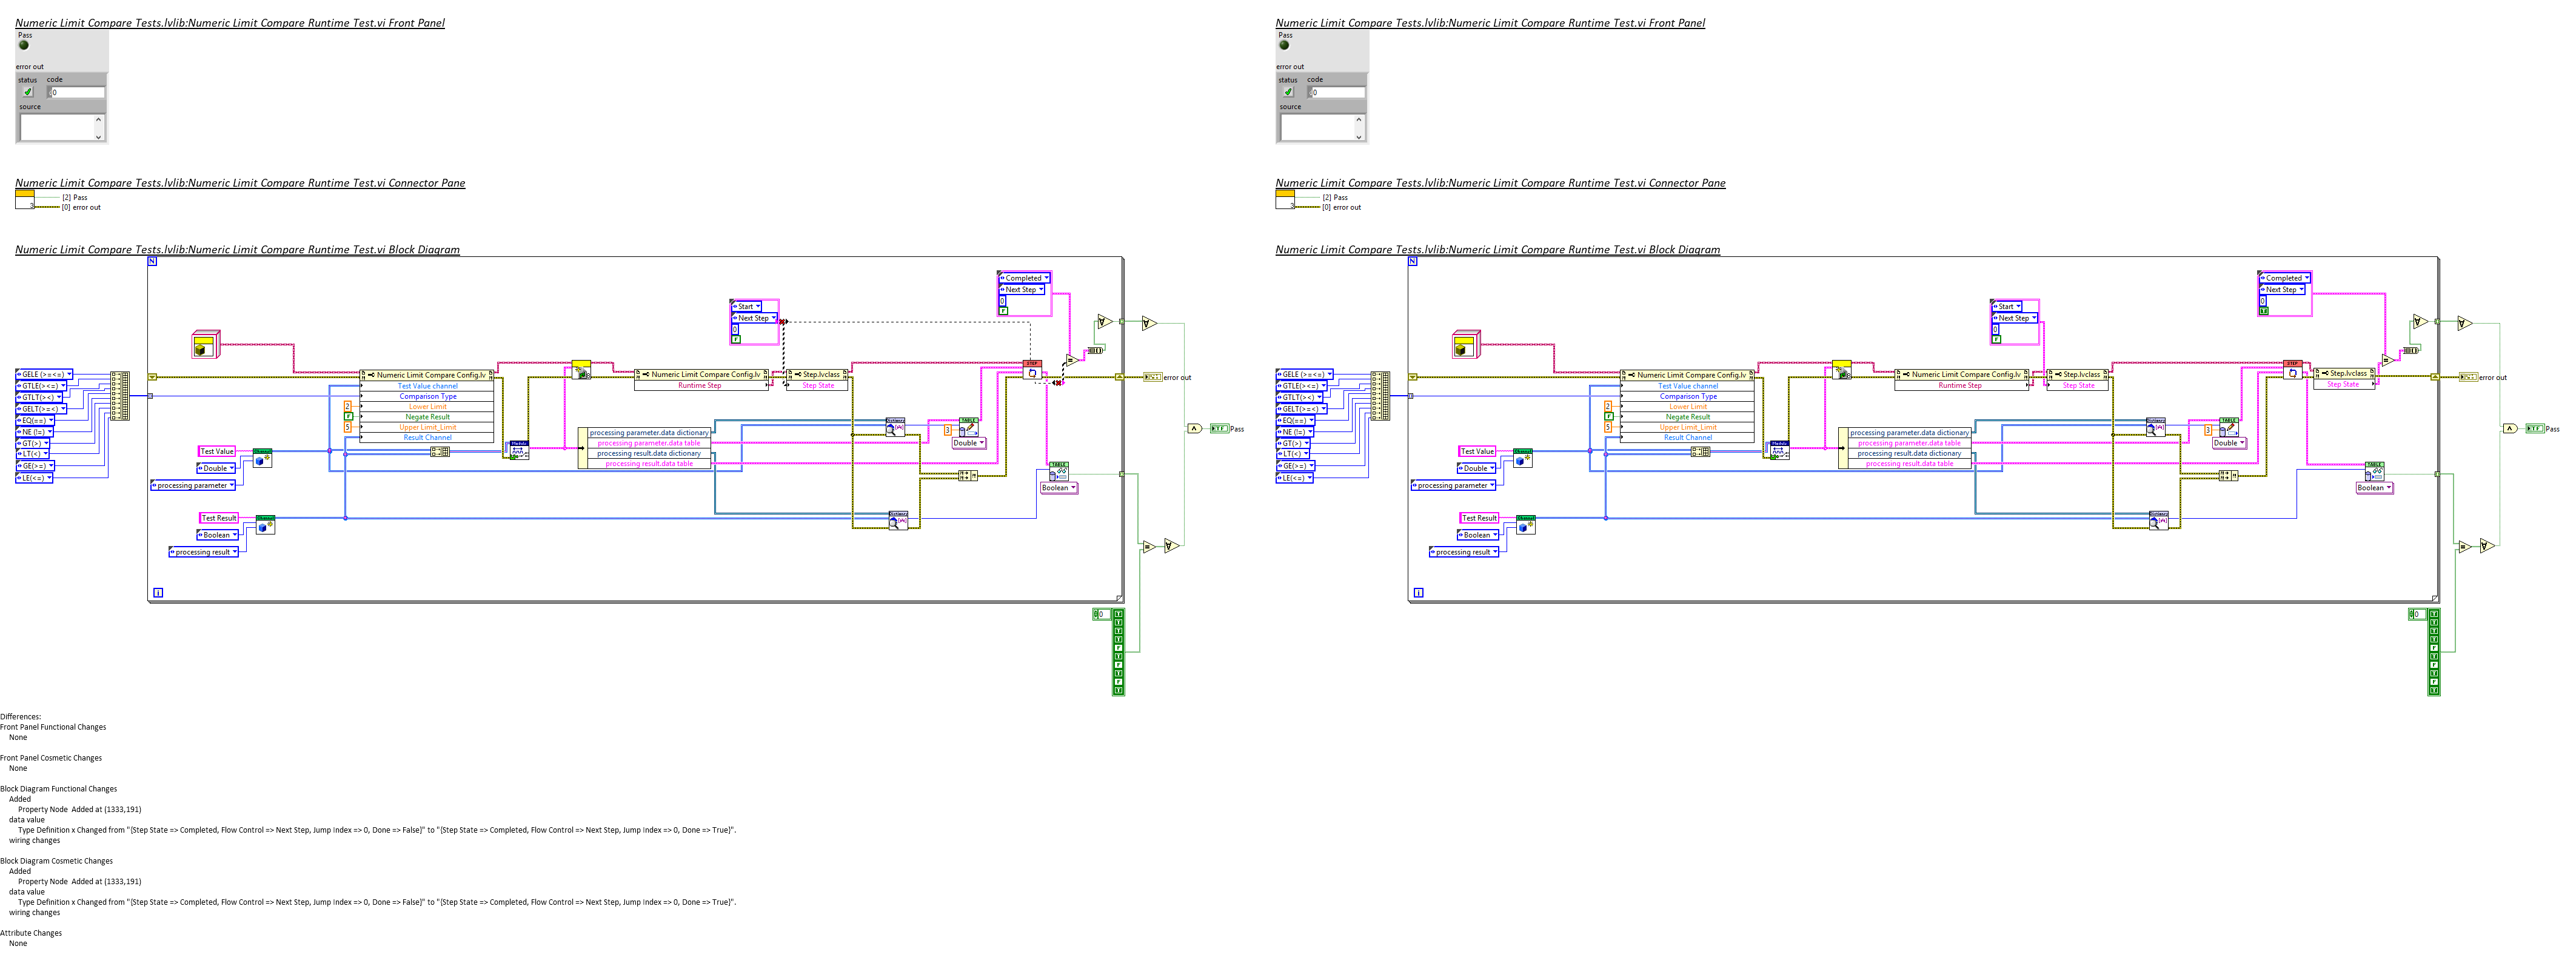 Numeric Limit Compare Tests.lvlib:Numeric Limit Compare Runtime Test.vi Front Panel
Pass
error out
status code
0
source
Numeric Limit Compare Tests.lvlib:Numeric Limit Compare Runtime Test.vi Connector Pane
3
[2] Pass
[0] error out
Numeric Limit Compare Tests.lvlib:Numeric Limit Compare Runtime Test.vi Block Diagram
N
Completed
Next Step
0
F
Start
Next Step
0
F
GELE (>=<=)
GTLE(><=)
GTLT(><)
GELT(>=<)
EQ(==)
NE (!=)
GT(>)
LT(<)
GE(>=)
LE(<=)
Numeric Limit Compare Config.lv
Test Value channel
Comparison Type
2 Lower Limit
F Negate Result
5 Upper Limit_Limit
Result Channel
Numeric Limit Compare Config.lv
Runtime Step
Step.lvclass
Step State
STEP
error out
Pass
Test Value
Double
processing parameter
processing parameter.data dictionary
processing parameter.data table
processing result.data dictionary
processing result.data table
TABLE
3
Double
TABLE
Boolean
Test Result
Boolean
processing result
i
0
Numeric Limit Compare Tests.lvlib:Numeric Limit Compare Runtime Test.vi Front Panel
Pass
error out
status code
0
source
Numeric Limit Compare Tests.lvlib:Numeric Limit Compare Runtime Test.vi Connector Pane
3
[2] Pass
[0] error out
Numeric Limit Compare Tests.lvlib:Numeric Limit Compare Runtime Test.vi Block Diagram
N
Completed
Next Step
0
T
Start
Next Step
0
F
GELE (>=<=)
GTLE(><=)
GTLT(><)
GELT(>=<)
EQ(==)
NE (!=)
GT(>)
LT(<)
GE(>=)
LE(<=)
Numeric Limit Compare Config.lv
Test Value channel
Comparison Type
2 Lower Limit
F Negate Result
5 Upper Limit_Limit
Result Channel
Numeric Limit Compare Config.lv
Runtime Step
Step.lvclass
Step State
STEP
Step.lvclass
Step State
error out
Pass
Test Value
Double
processing parameter
processing parameter.data dictionary
processing parameter.data table
processing result.data dictionary
processing result.data table
TABLE
3
Double
TABLE
Boolean
Test Result
Boolean
processing result
i
0
Differences:
Front Panel Functional Changes
None
Front Panel Cosmetic Changes
None
Block Diagram Functional Changes
Added
Property Node Added at (1333,191)
data value
Type Definition x Changed from "{Step State => Completed, Flow Control => Next Step, Jump Index => 0, Done => False}" to "{Step State => Completed, Flow Control => Next Step, Jump Index => 0, Done => True}".
wiring changes
Block Diagram Cosmetic Changes
Added
Property Node Added at (1333,191)
data value
Type Definition x Changed from "{Step State => Completed, Flow Control => Next Step, Jump Index => 0, Done => False}" to "{Step State => Completed, Flow Control => Next Step, Jump Index => 0, Done => True}".
wiring changes
Attribute Changes
None